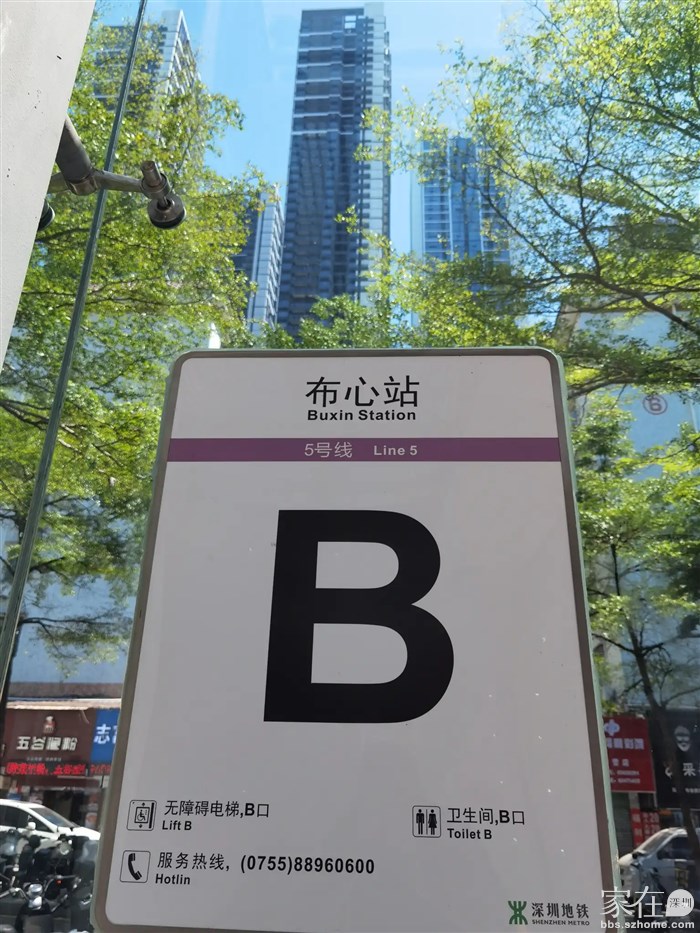 布心站
Buxin Station
5号线 Line 5
B
无障碍电梯,B口
Lift B
卫生间,B口
Toilet B
服务热线, (0755)88960600
Hotlin
深圳地铁
SHENZHEN METRO
五谷渔粉
B
家在深圳
bbs.szhome.com